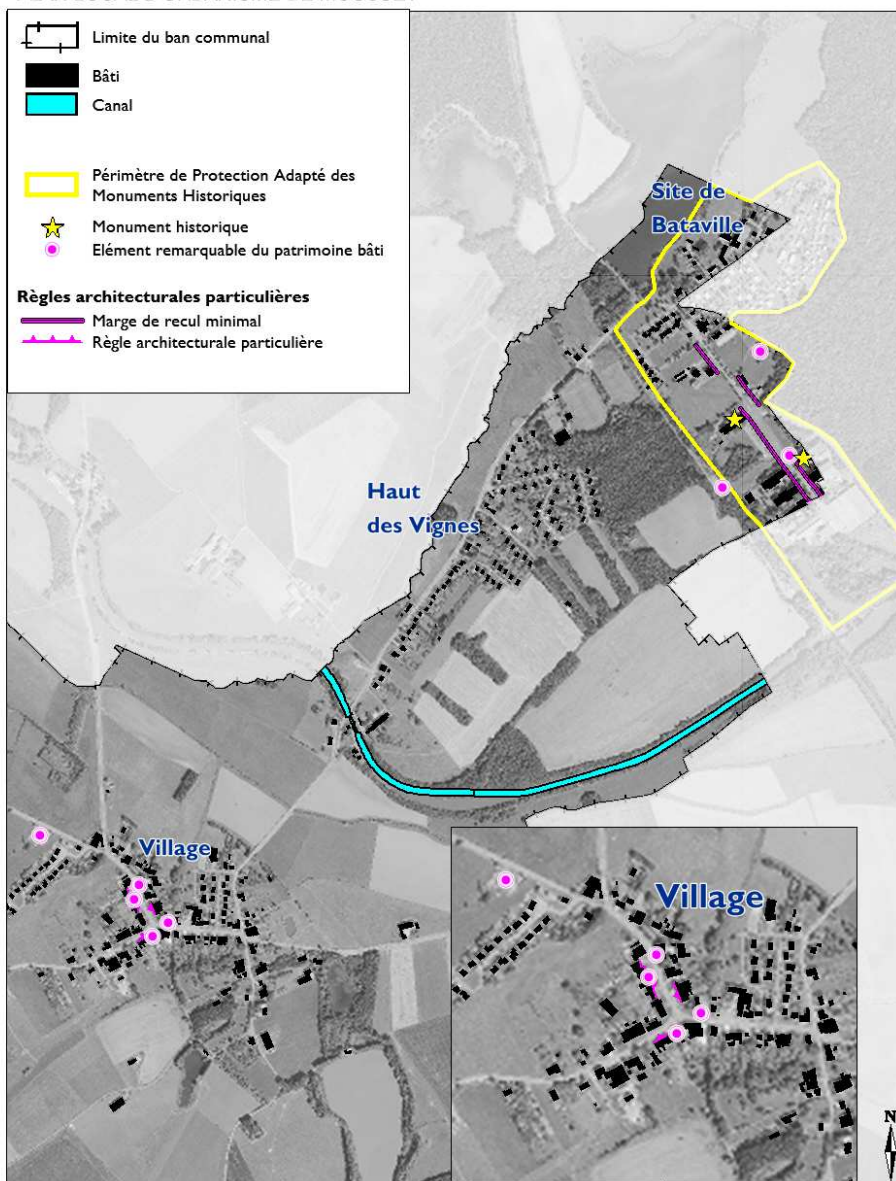 Limite du ban communal
Bâti
Canal
Périmètre de Protection Adapté des
Monuments Historiques
Monument historique
Elément remarquable du patrimoine bâti
Règles architecturales particulières
Marge de recul minimal
Règle architecturale particulière
Site de
Bataville
Haut
des Vignes
Village
Village
N